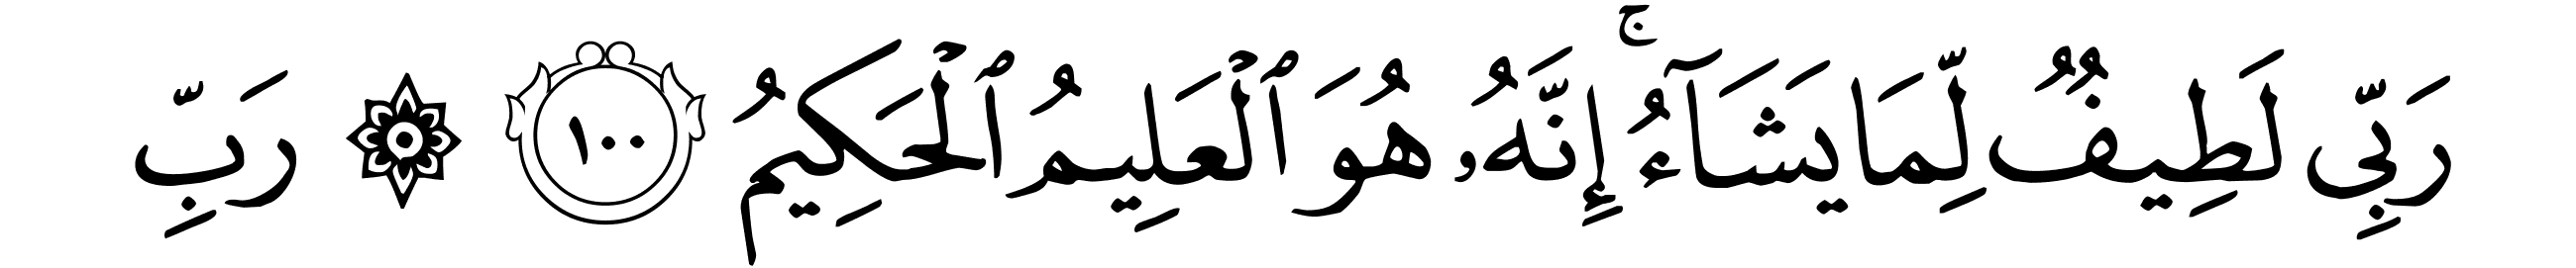 رَبِّي لَطِيفٌ لِّمَا يَشَآءُ ۚ إِنَّهُۥ هُوَ ٱلْعَلِيمُ ٱلْحَكِيمُ ١٠٠ ۞ رَبِّ